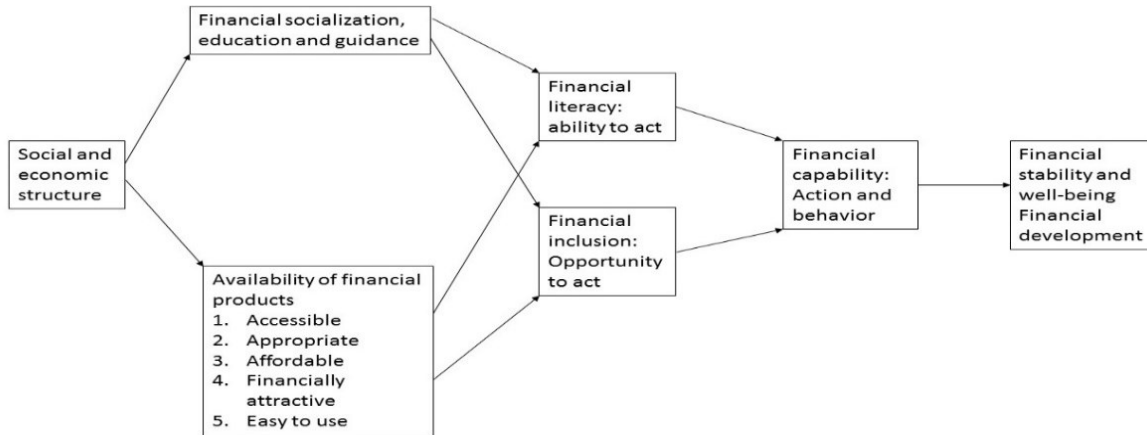 Financial socialization,
education and guidance
Financial
literacy:
ability to act
Social and
economic
structure
Financial
capability:
Action and
behavior
Financial
stability and
well-being
Financial
development
Financial
inclusion:
Opportunity
to act
Availability of financial
products
1. Accessible
2. Appropriate
3. Affordable
4. Financially
attractive
5. Easy to use